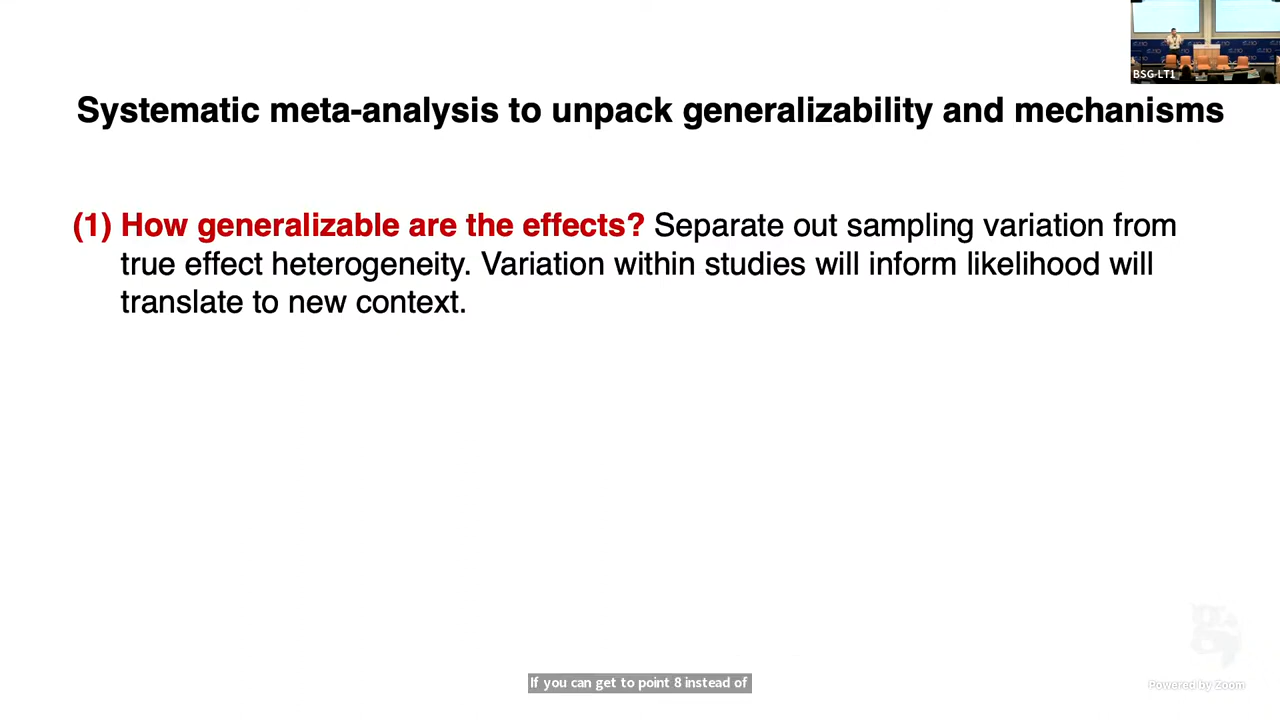 BSG-LT1
Systematic meta-analysis to unpack generalizability and mechanisms
(1) How generalizable are the effects? Separate out sampling variation from
true effect heterogeneity. Variation within studies will inform likelihood will
translate to new context.
If you can get to point 8 instead of
Powered by Zoom